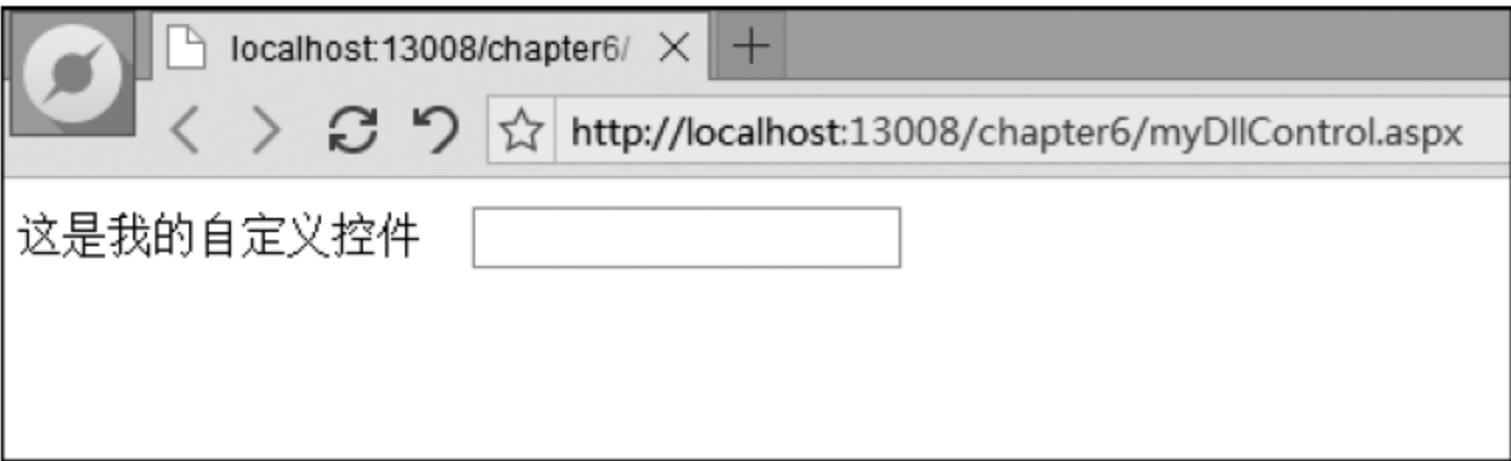 localhost:13008/chapter6/
http://localhost:13008/chapter6/myDllControl.aspx
这是我的自定义控件